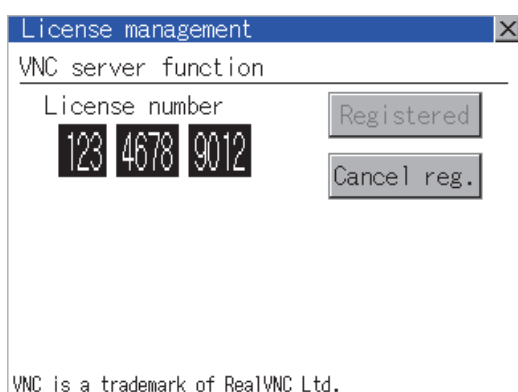 License management
VNC server function
License number
Registered
123 4678 9012
Cancel reg.
VNC is a trademark of RealVNC Ltd.